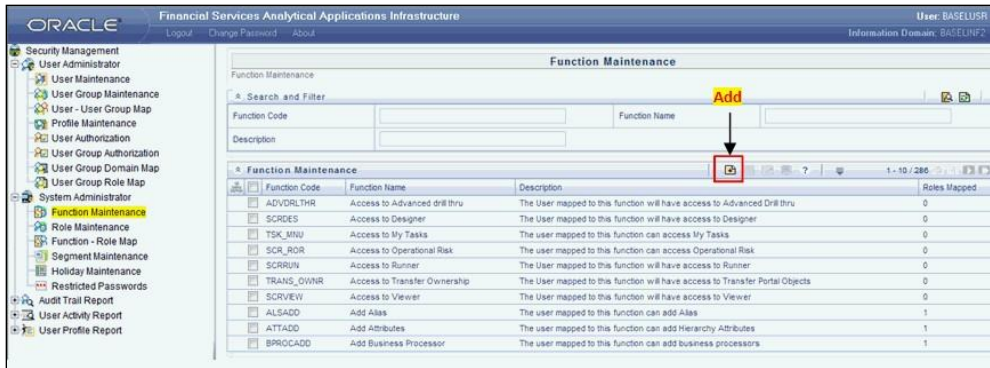 ORACLE
Financial Services Analytical Applications Infrastructure
User: BASELUSR
Logout Change Password About
Information Domain: BASELINF2
Security Management
User Administrator
User Maintenance
User Group Maintenance
User - User Group Map
Profile Maintenance
User Authorization
User Group Authorization
User Group Domain Map
User Group Role Map
System Administrator
Function Maintenance
Role Maintenance
Function - Role Map
Segment Maintenance
Holiday Maintenance
Restricted Passwords
Audit Trail Report
User Activity Report
User Profile Report
Function Maintenance
Function Maintenance
Search and Filter
Add
Function Code
Function Name
Description
Function Maintenance
? 1 - 10 / 286
Function Code Function Name Description Roles Mapped
ADVDRLTHR Access to Advanced drill thru The User mapped to this function will have access to Advanced Drill thru 0
SCRDES Access to Designer The user mapped to this function will have access to Designer 0
TSK_MNU Access to My Tasks The user mapped to this function can access My Tasks 0
SCR_ROR Access to Operational Risk The user mapped to this function can access Operational Risk 0
SCRRUN Access to Runner The User mapped to this function will have access to Runner 0
TRANS_OWNR Access to Transfer Ownership The User mapped to this function will have access to Transfer Portal Objects 0
SCRVIEW Access to Viewer The user mapped to this function will have access to Viewer 0
ALSADD Add Alias The user mapped to this function can add Alias 1
ATTADD Add Attributes The user mapped to this function can add Hierarchy Attributes 1
BPROCADD Add Business Processor The user mapped to this function can add business processors 1